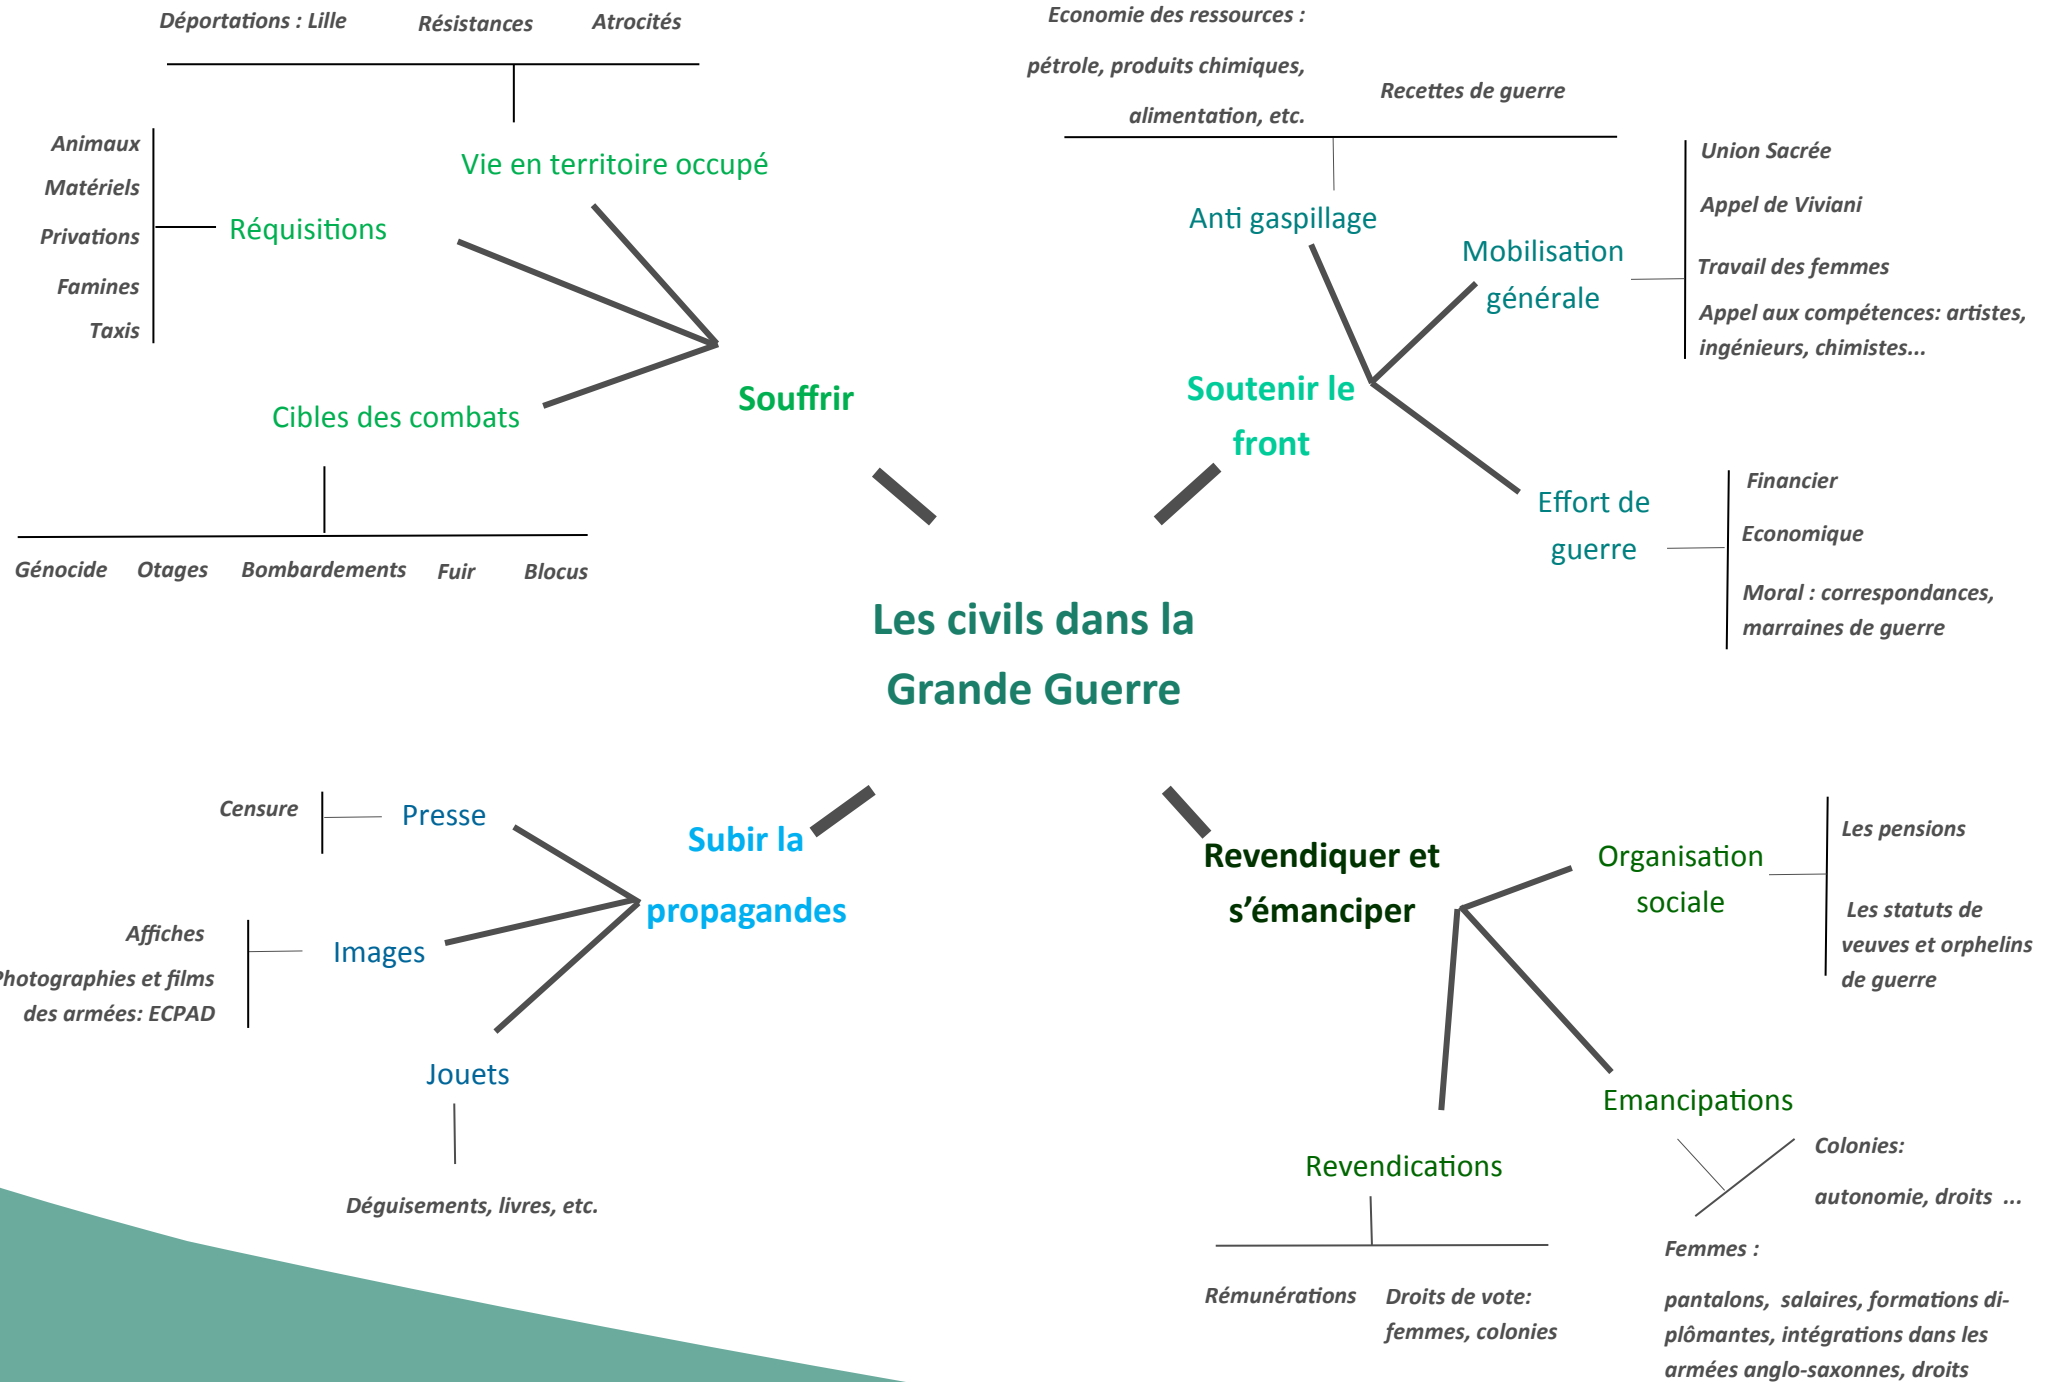 Déportations : Lille
Résistances
Atrocités
Vie en territoire occupé
Animaux
Matériels
Privations
Famines
Taxis
Réquisitions
Cibles des combats
Génocide
Otages
Bombardements
Fuir
Blocus
Souffrir
Economie des ressources :
pétrole, produits chimiques,
alimentation, etc.
Recettes de guerre
Anti gaspillage
Mobilisation
générale
Union Sacrée
Appel de Viviani
Travail des femmes
Appel aux compétences: artistes,
ingénieurs, chimistes...
Soutenir le
front
Effort de
guerre
Financier
Economique
Moral : correspondances,
marraines de guerre
Les civils dans la
Grande Guerre
Censure
Presse
Subir la
propagandes
Affiches
Photographies et films
des armées: ECPAD
Images
Jouets
Déguisements, livres, etc.
Revendiquer et
s’émanciper
Organisation
sociale
Les pensions
Les statuts de
veuves et orphelins
de guerre
Emancipations
Colonies:
autonomie, droits ...
Femmes :
pantalons, salaires, formations di-
plômantes, intégrations dans les
armées anglo-saxonnes, droits
Revendications
Rémunérations
Droits de vote:
femmes, colonies